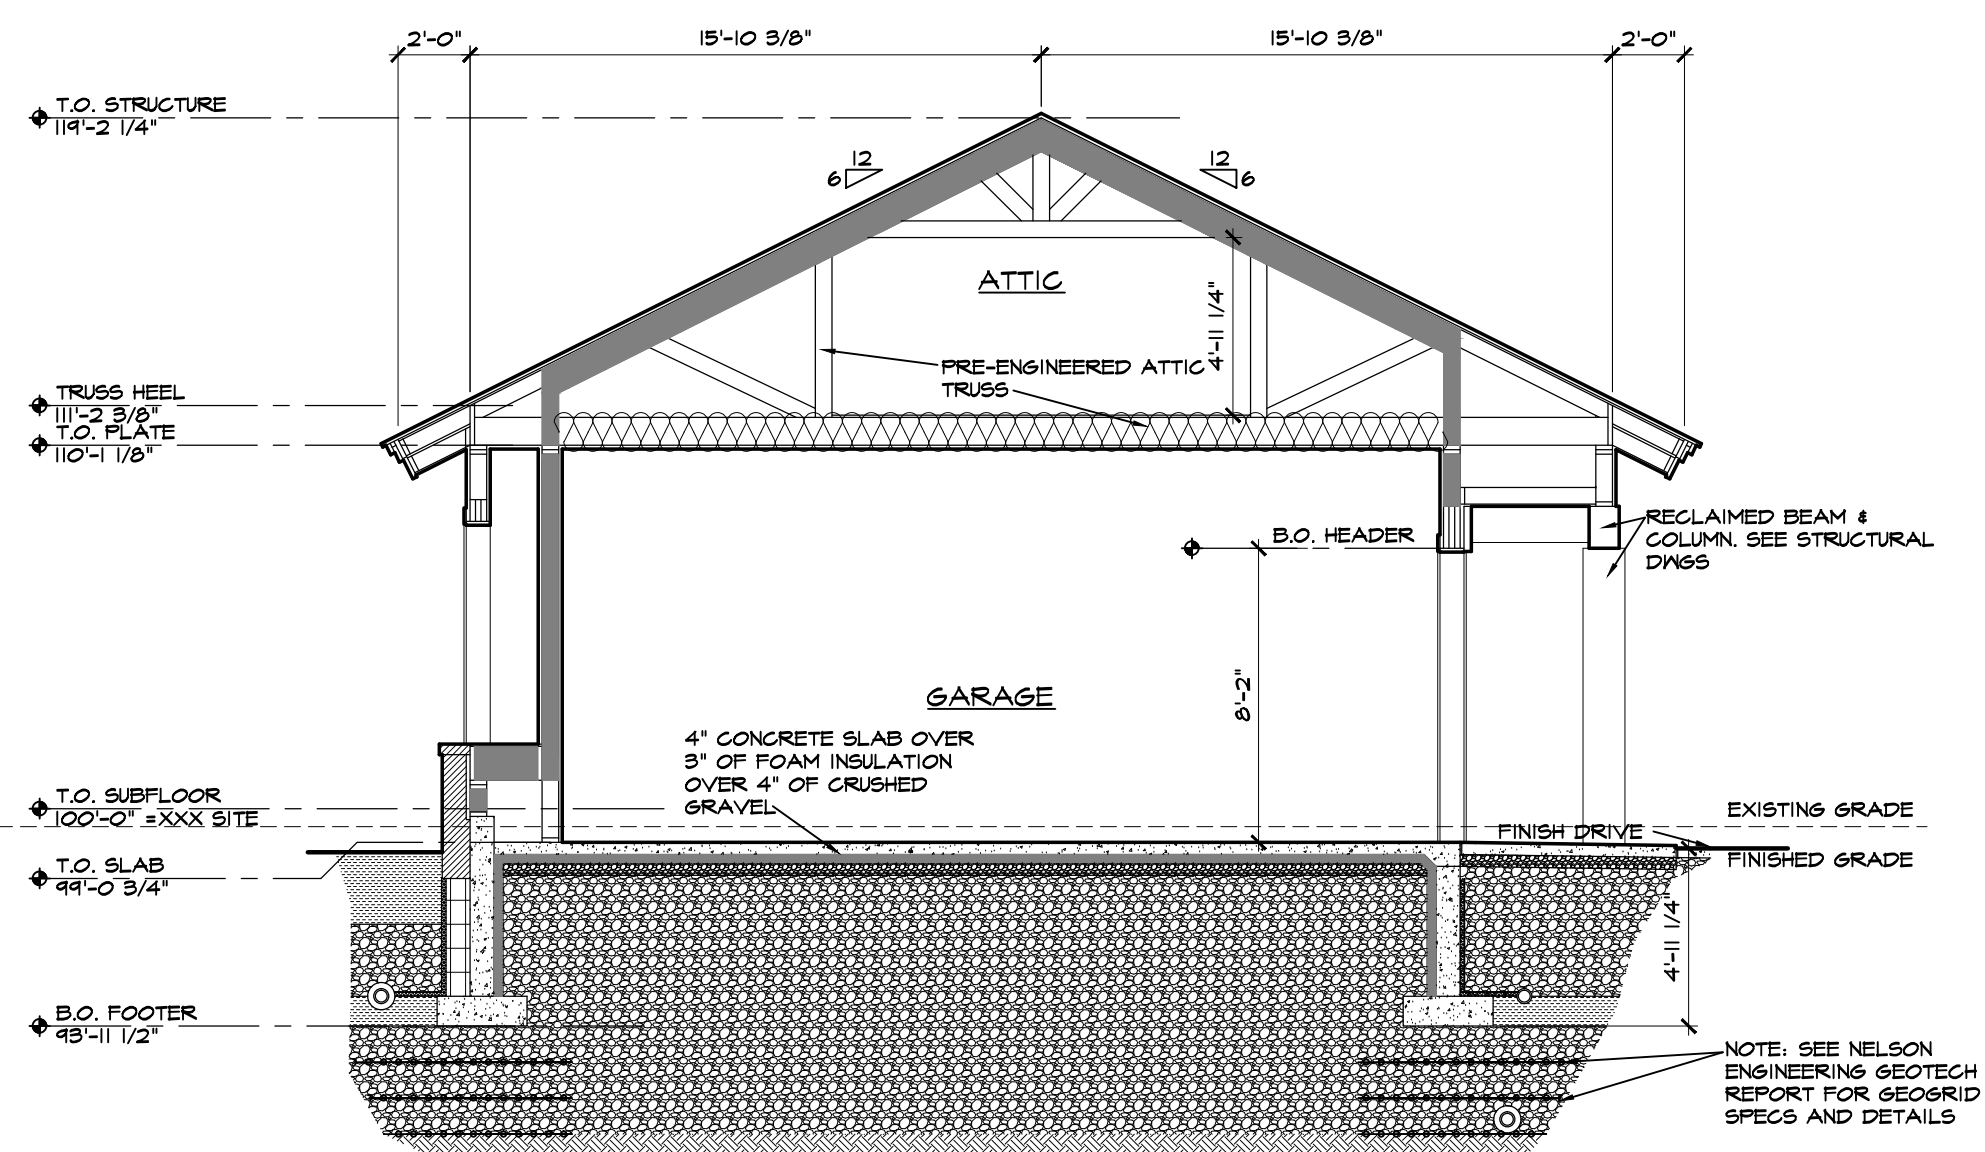 2'-0"
15'-10 3/8"
15'-10 3/8"
2'-0"
T.O. STRUCTURE
119'-2 1/4"
12
6
12
6
ATTIC
4'-11 1/4"
PRE-ENGINEERED ATTIC
TRUSS
TRUSS HEEL
111'-2 3/8"
T.O. PLATE
110'-1 1/8"
RECLAIMED BEAM &
COLUMN. SEE STRUCTURAL
DWGS
B.O. HEADER
8'-2"
GARAGE
4" CONCRETE SLAB OVER
3" OF FOAM INSULATION
OVER 4" OF CRUSHED
GRAVEL
T.O. SUBFLOOR
100'-0" =XXX SITE
EXISTING GRADE
FINISH DRIVE
FINISHED GRADE
T.O. SLAB
99'-0 3/4"
4'-11 1/4"
B.O. FOOTER
93'-11 1/2"
NOTE: SEE NELSON
ENGINEERING GEOTECH
REPORT FOR GEOGRID
SPECS AND DETAILS